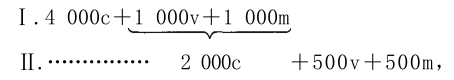 Ⅰ.4 000c+1 000v+1 000m
Ⅱ.…………… 2 000c +500v+500m,